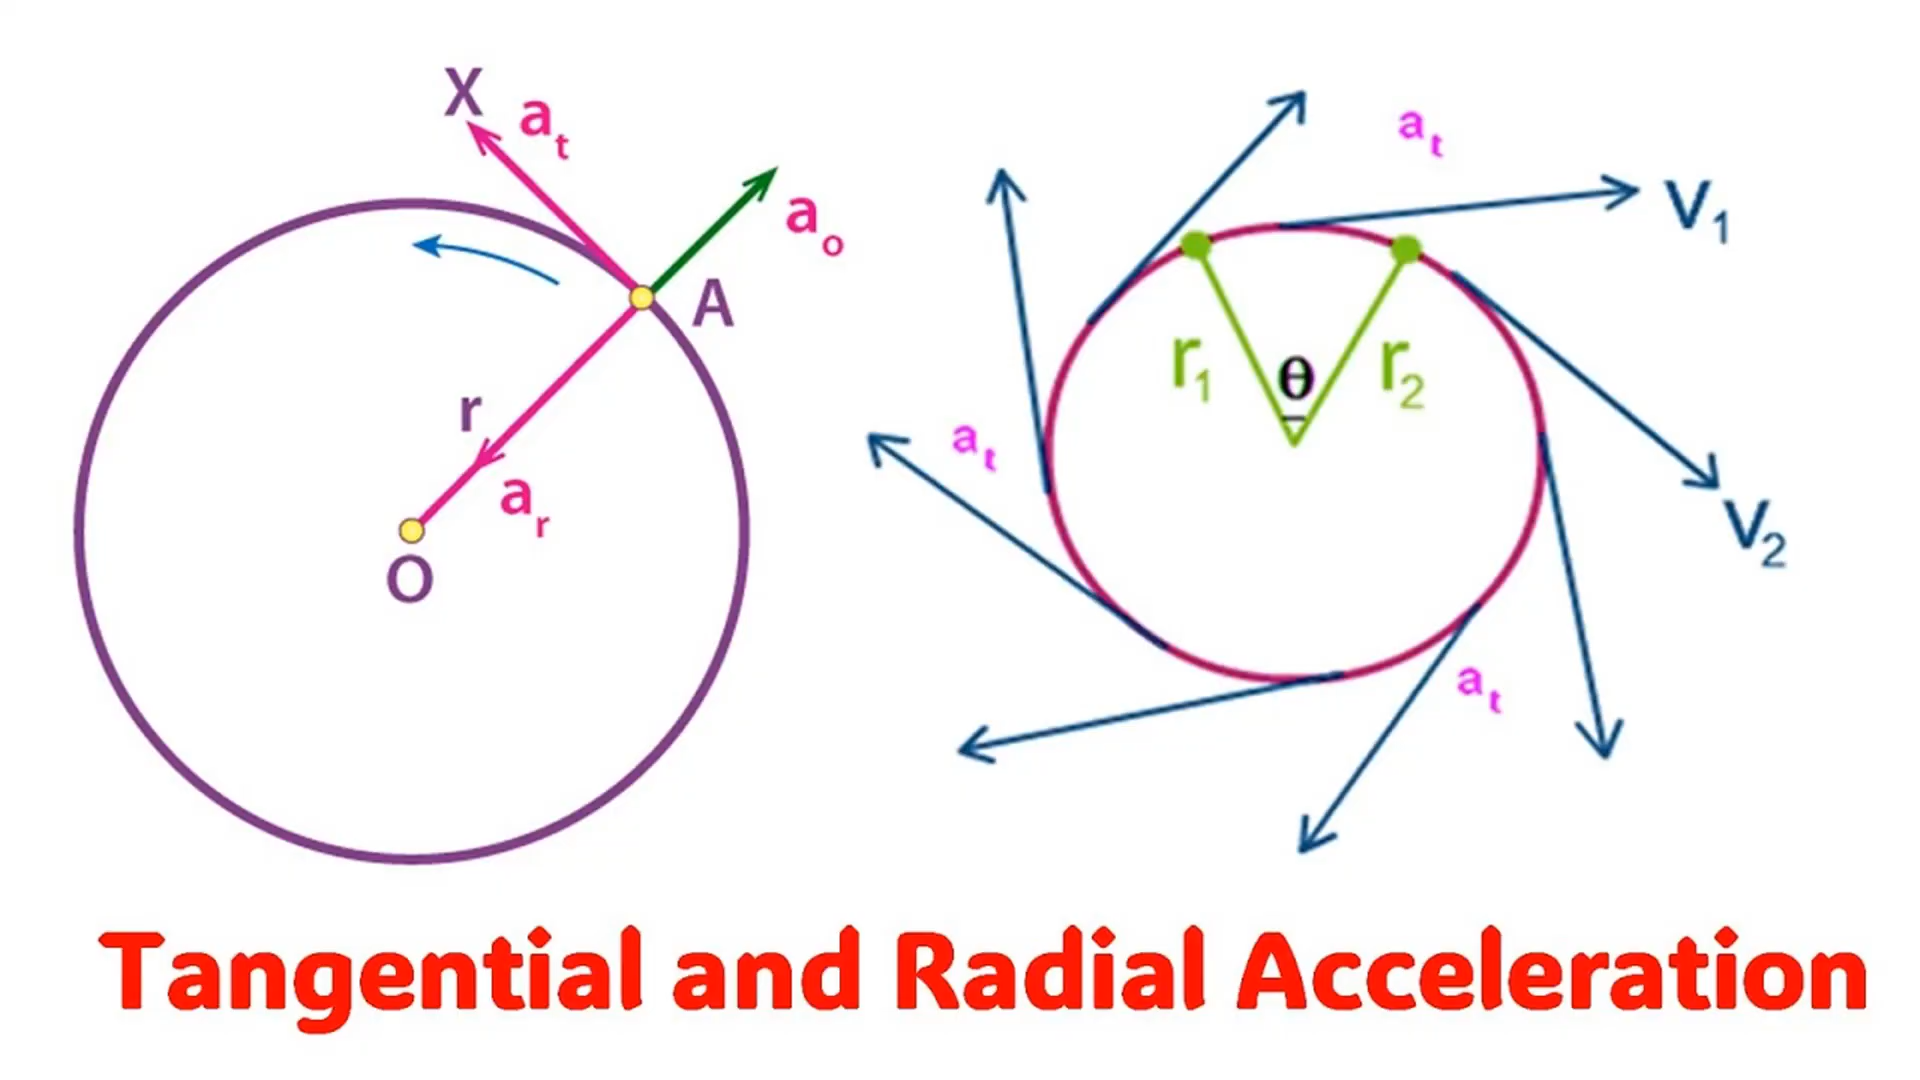 X
a_t
a_o
A
r
a_r
O
a_t
V_1
r_1
θ
r_2
a_t
V_2
a_t
Tangential and Radial Acceleration